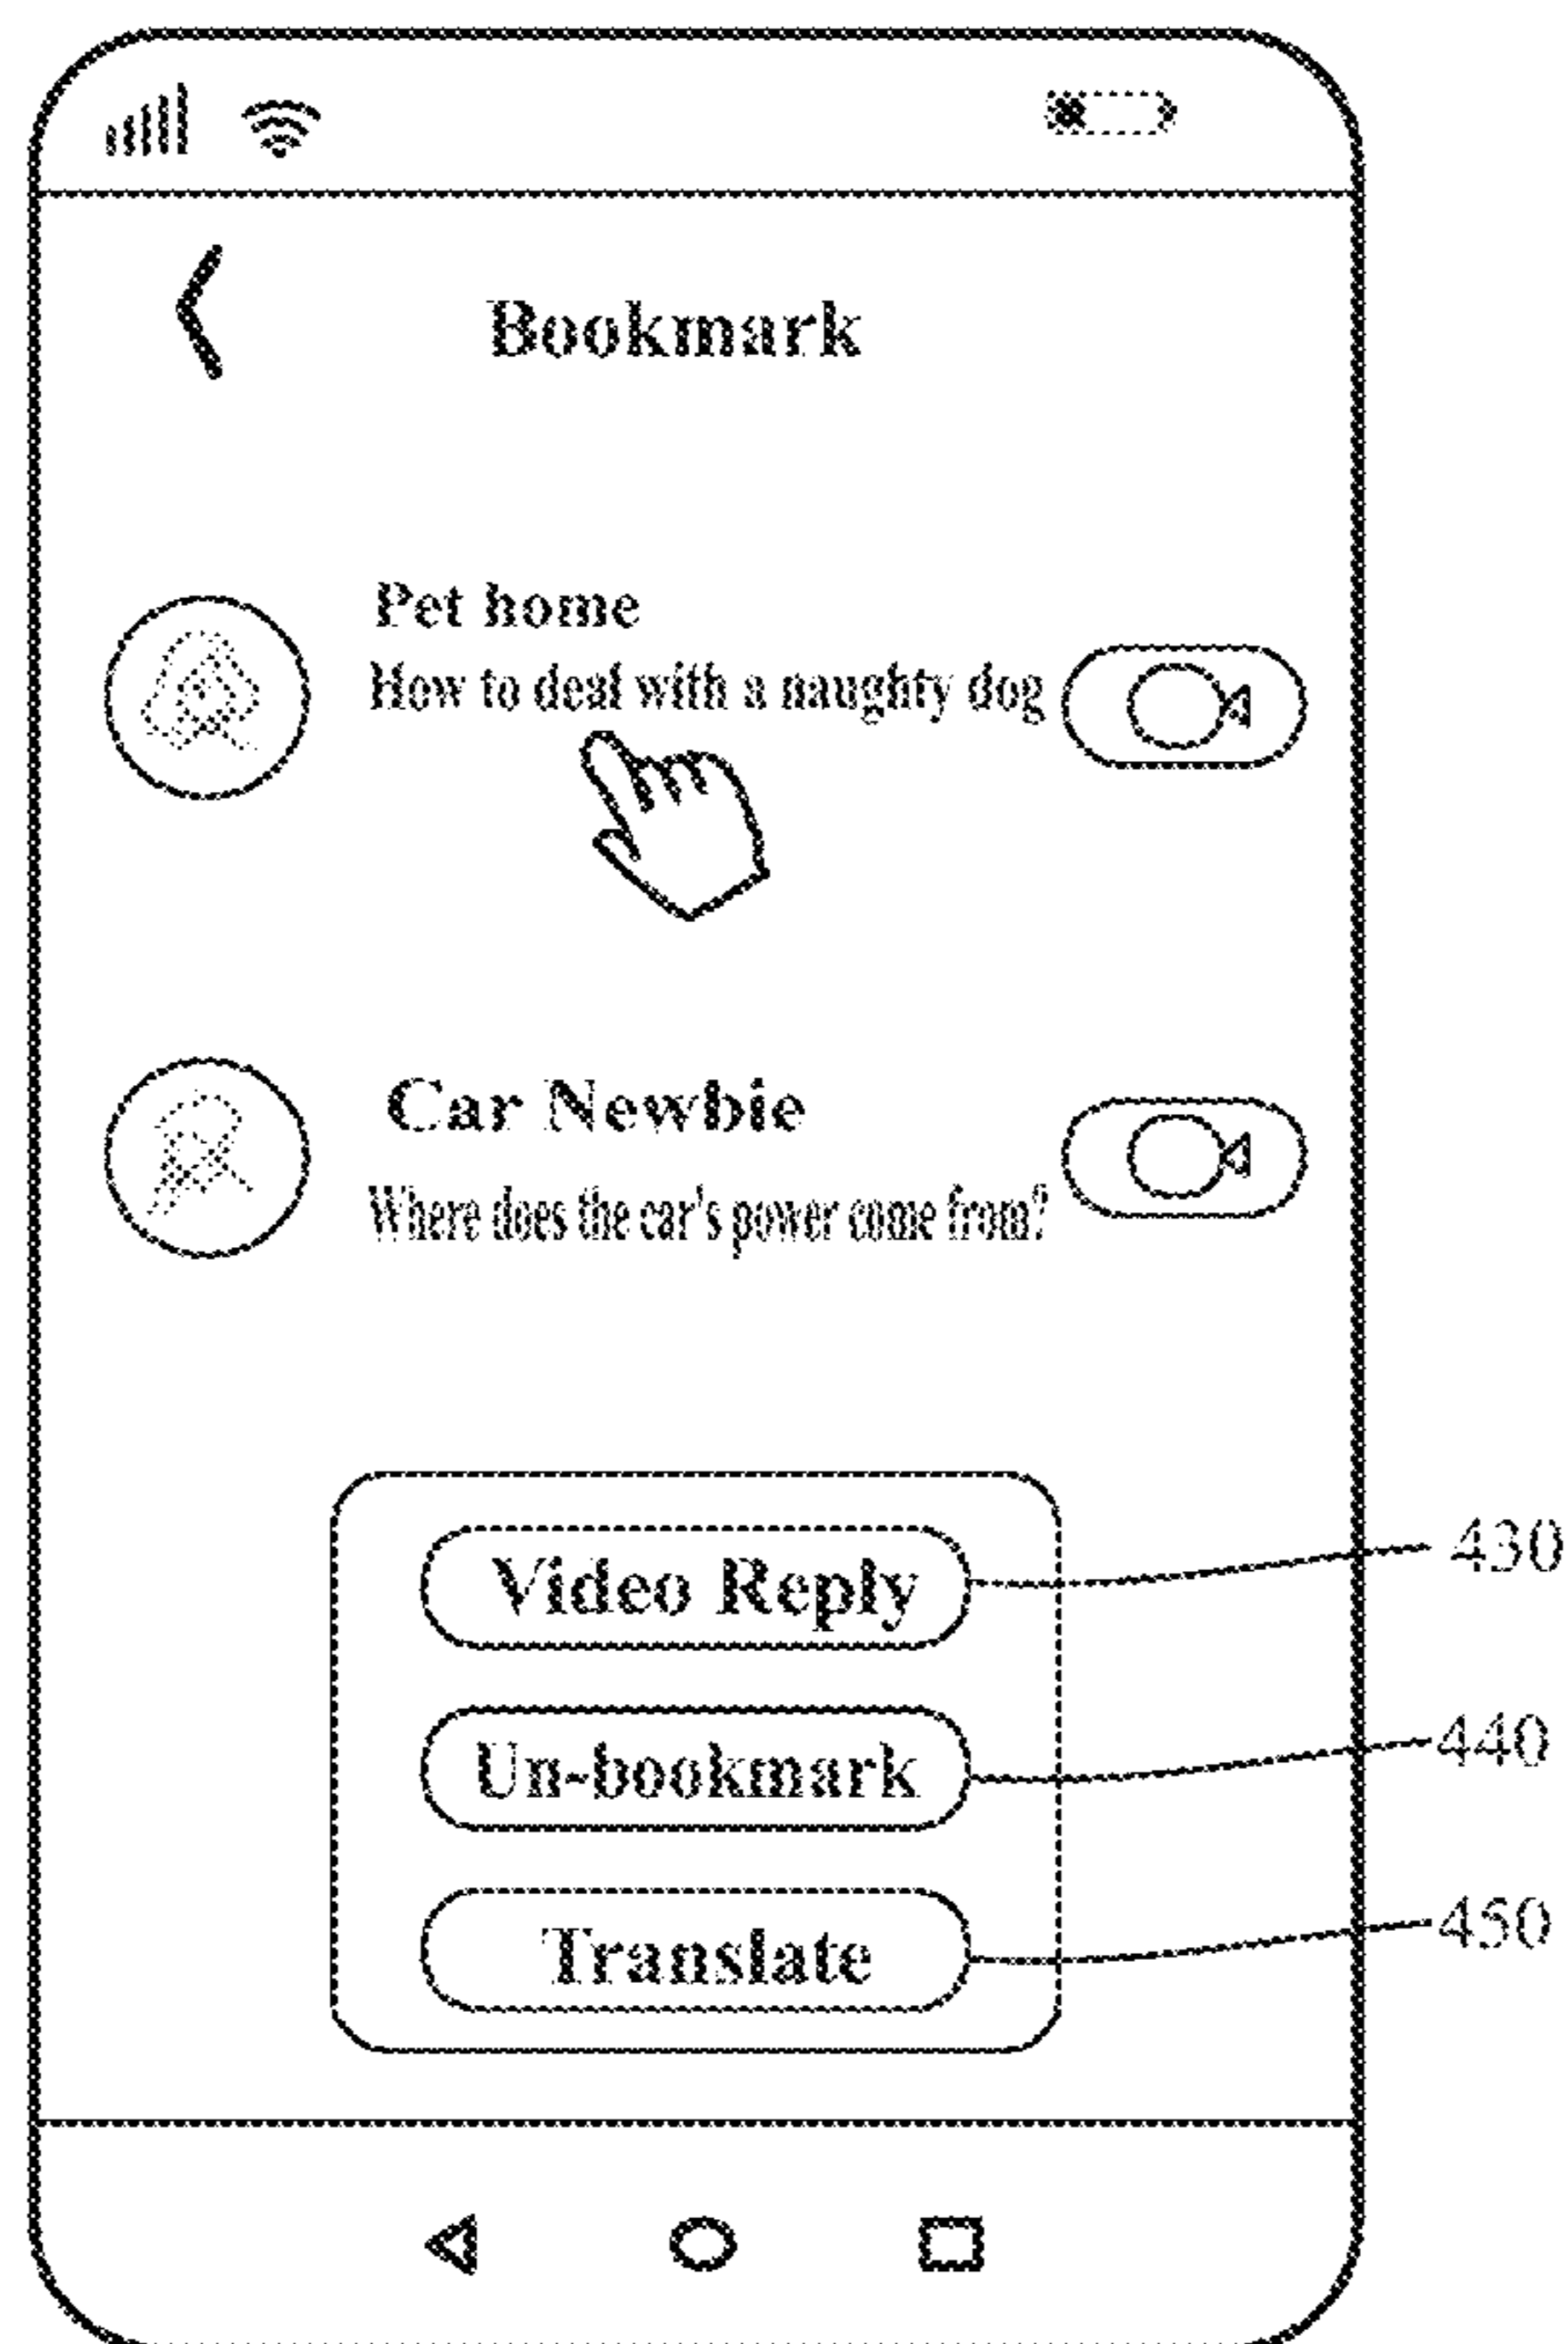 Bookmark
Pet home
How to deal with a naughty dog
Car Newbie
Where does the car's power come from?
Video Reply
430
Un-bookmark
440
Translate
450